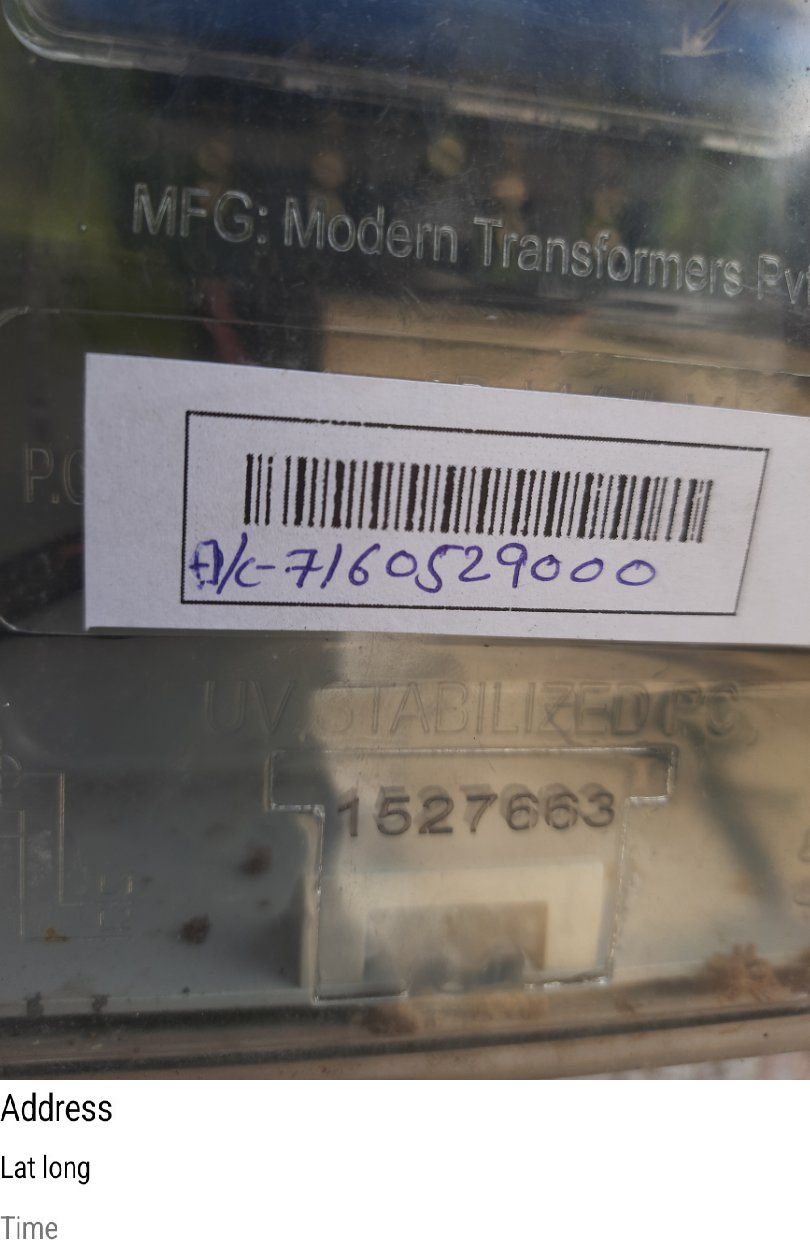 MFG: Modern Transformers Pvt
P.O
A/c-7160529000
UV STABILIZED PC
1527663
Address
Lat long
Time